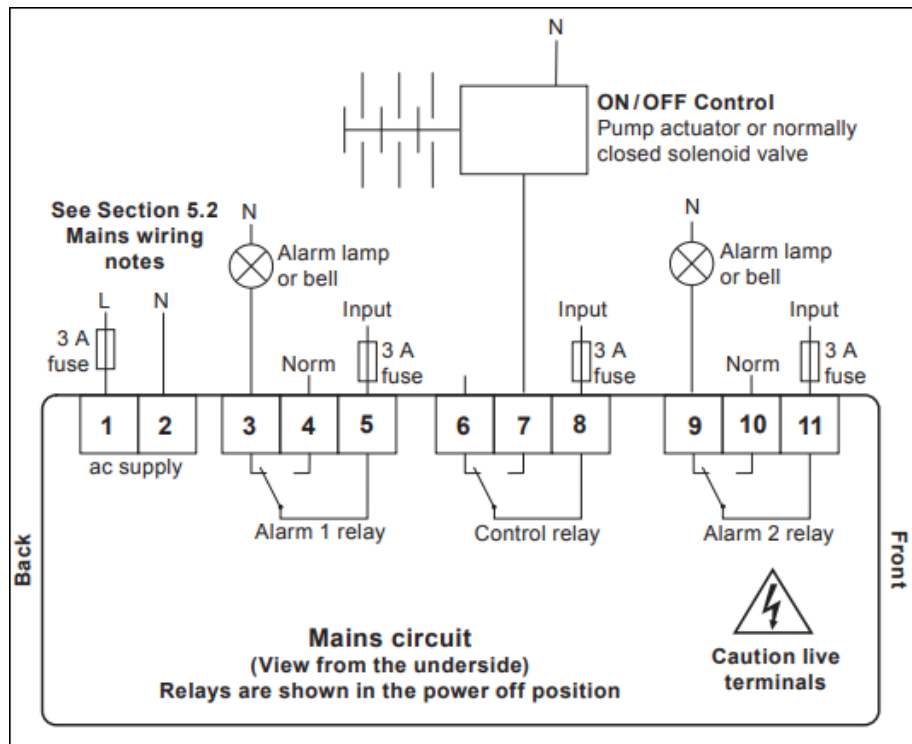 N
ON/OFF Control
Pump actuator or normally
closed solenoid valve
See Section 5.2
Mains wiring
notes
N
Alarm lamp
or bell
N
Alarm lamp
or bell
L
N
3 A
fuse
Norm
Input
3 A
fuse
Input
3 A
fuse
Norm
Input
3 A
fuse
1 2 3 4 5 6 7 8 9 10 11
ac supply
Alarm 1 relay
Control relay
Alarm 2 relay
Back
Front
Mains circuit
(View from the underside)
Relays are shown in the power off position
Caution live
terminals